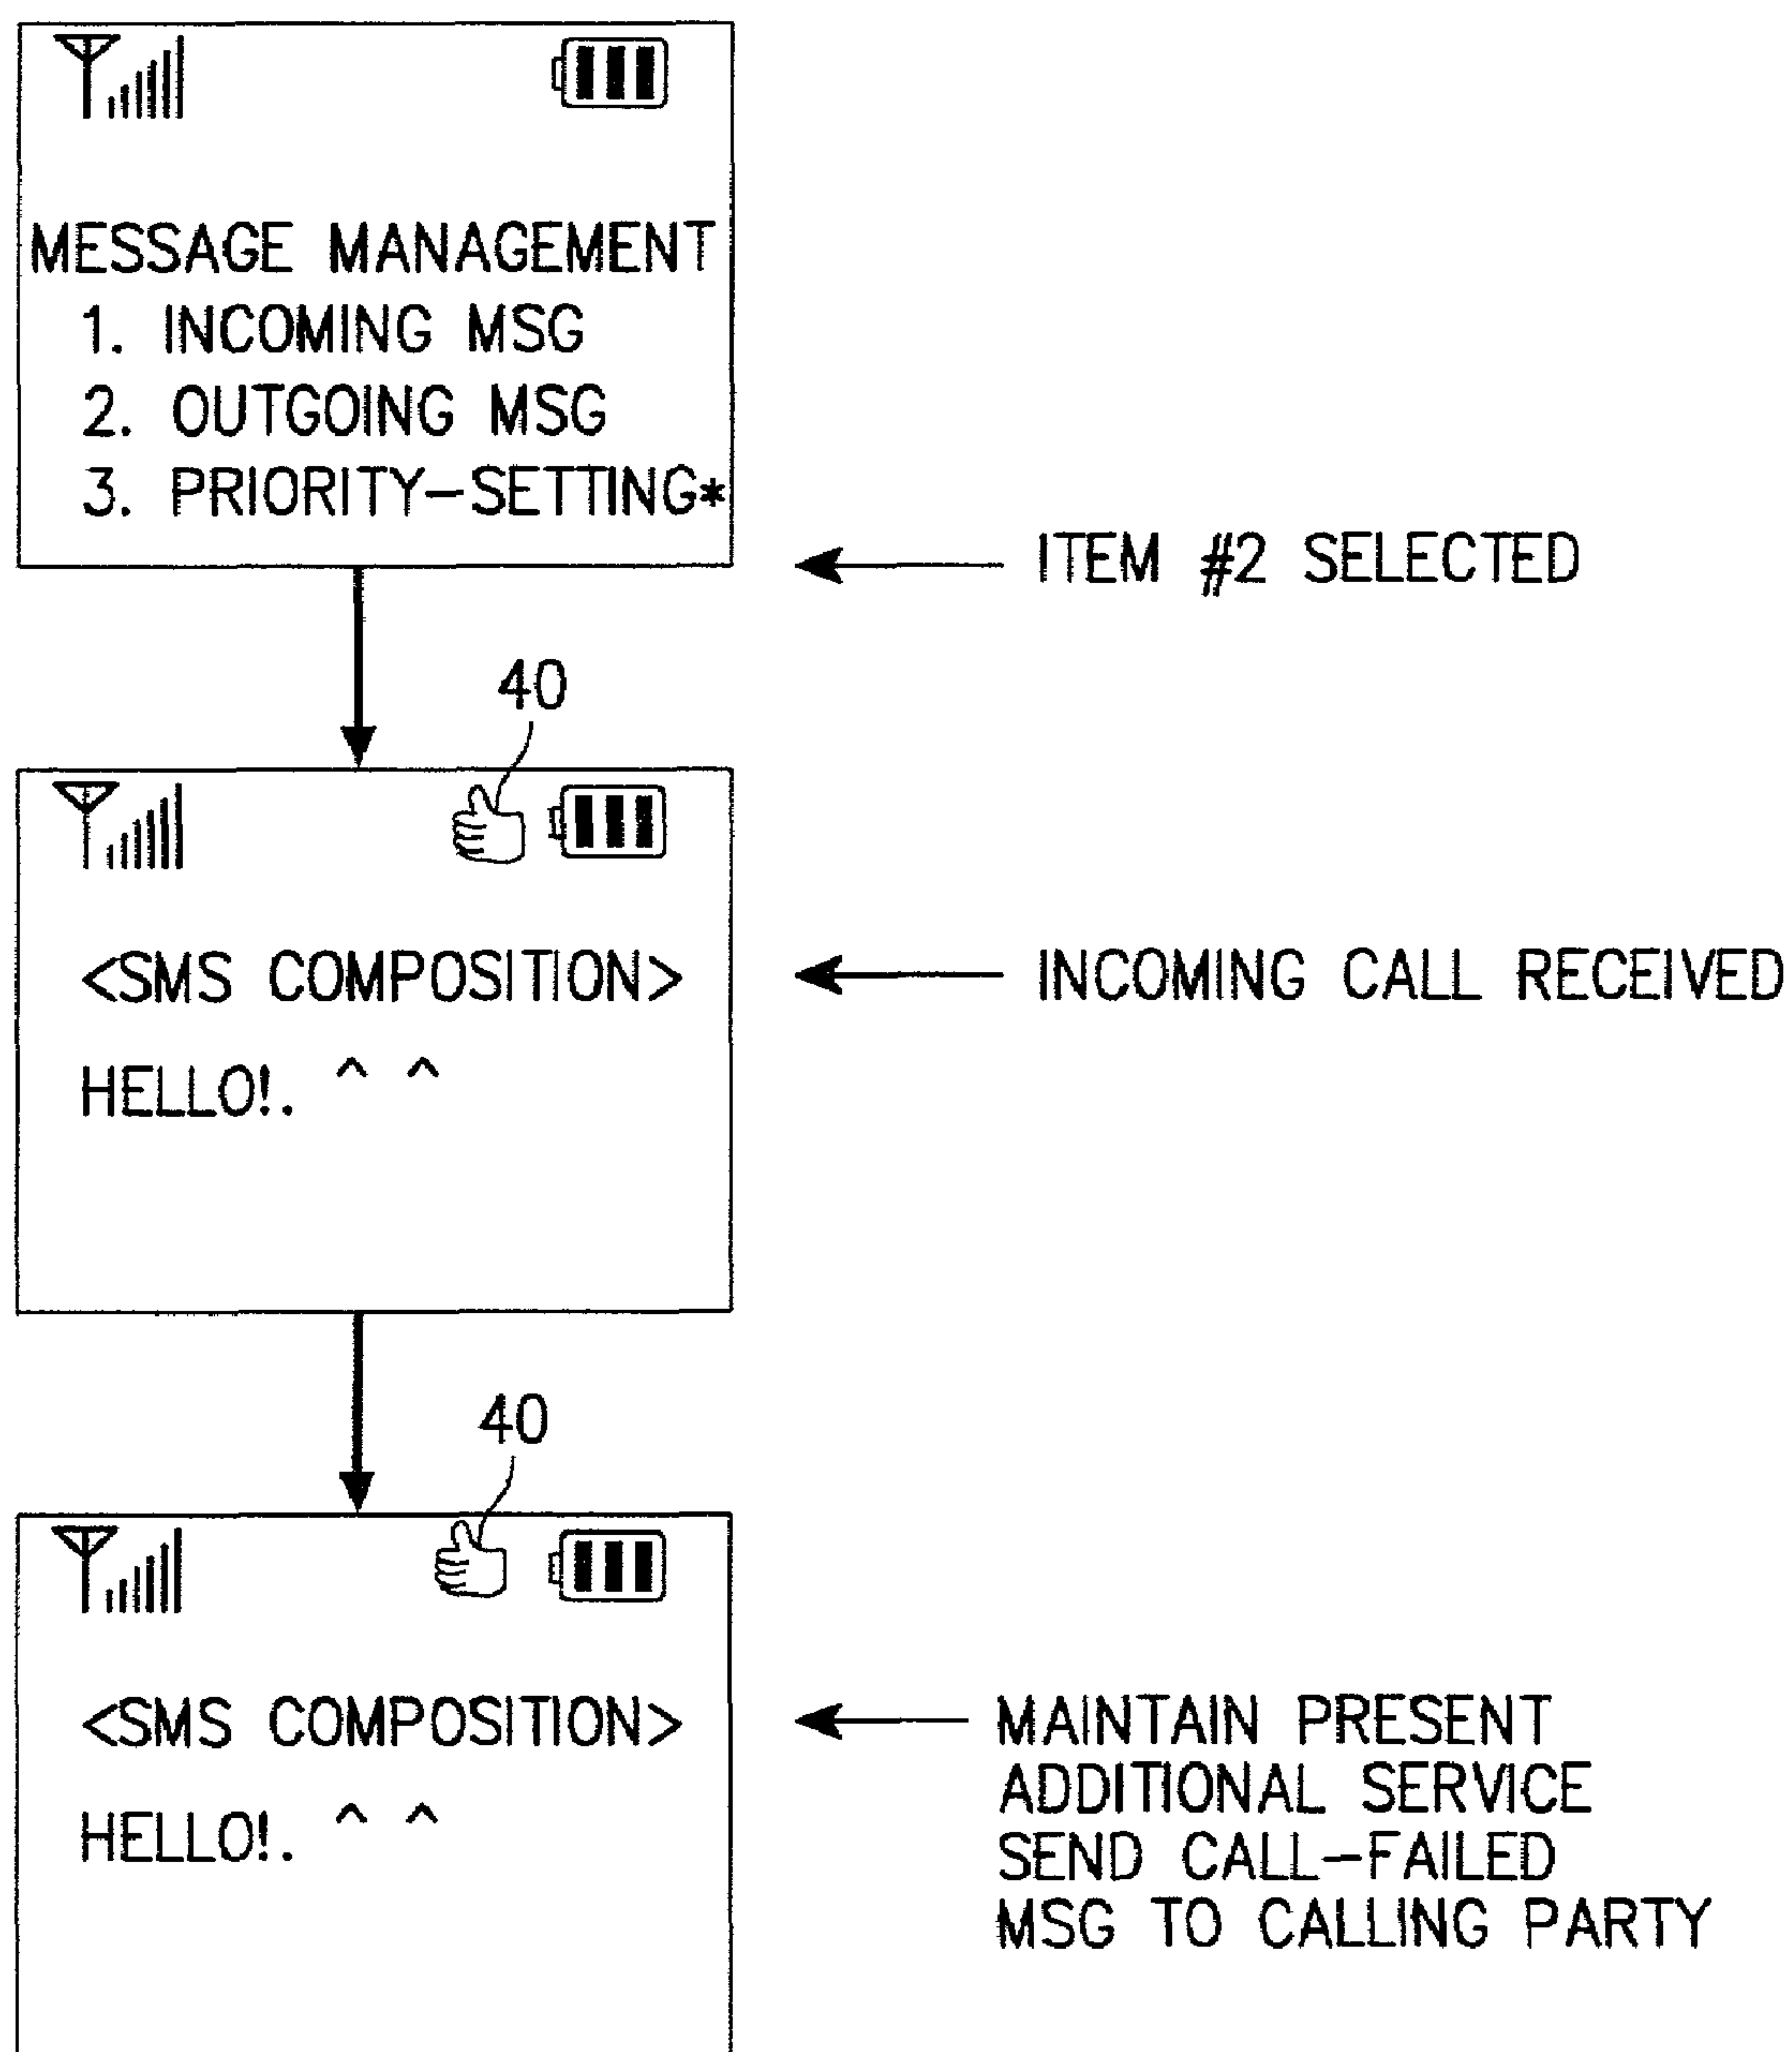 MESSAGE MANAGEMENT
1. INCOMING MSG
2. OUTGOING MSG
3. PRIORITY-SETTING*
ITEM #2 SELECTED
40
<SMS COMPOSITION>
INCOMING CALL RECEIVED
HELLO!. ^ ^
40
<SMS COMPOSITION>
HELLO!. ^ ^
MAINTAIN PRESENT
ADDITIONAL SERVICE
SEND CALL-FAILED
MSG TO CALLING PARTY